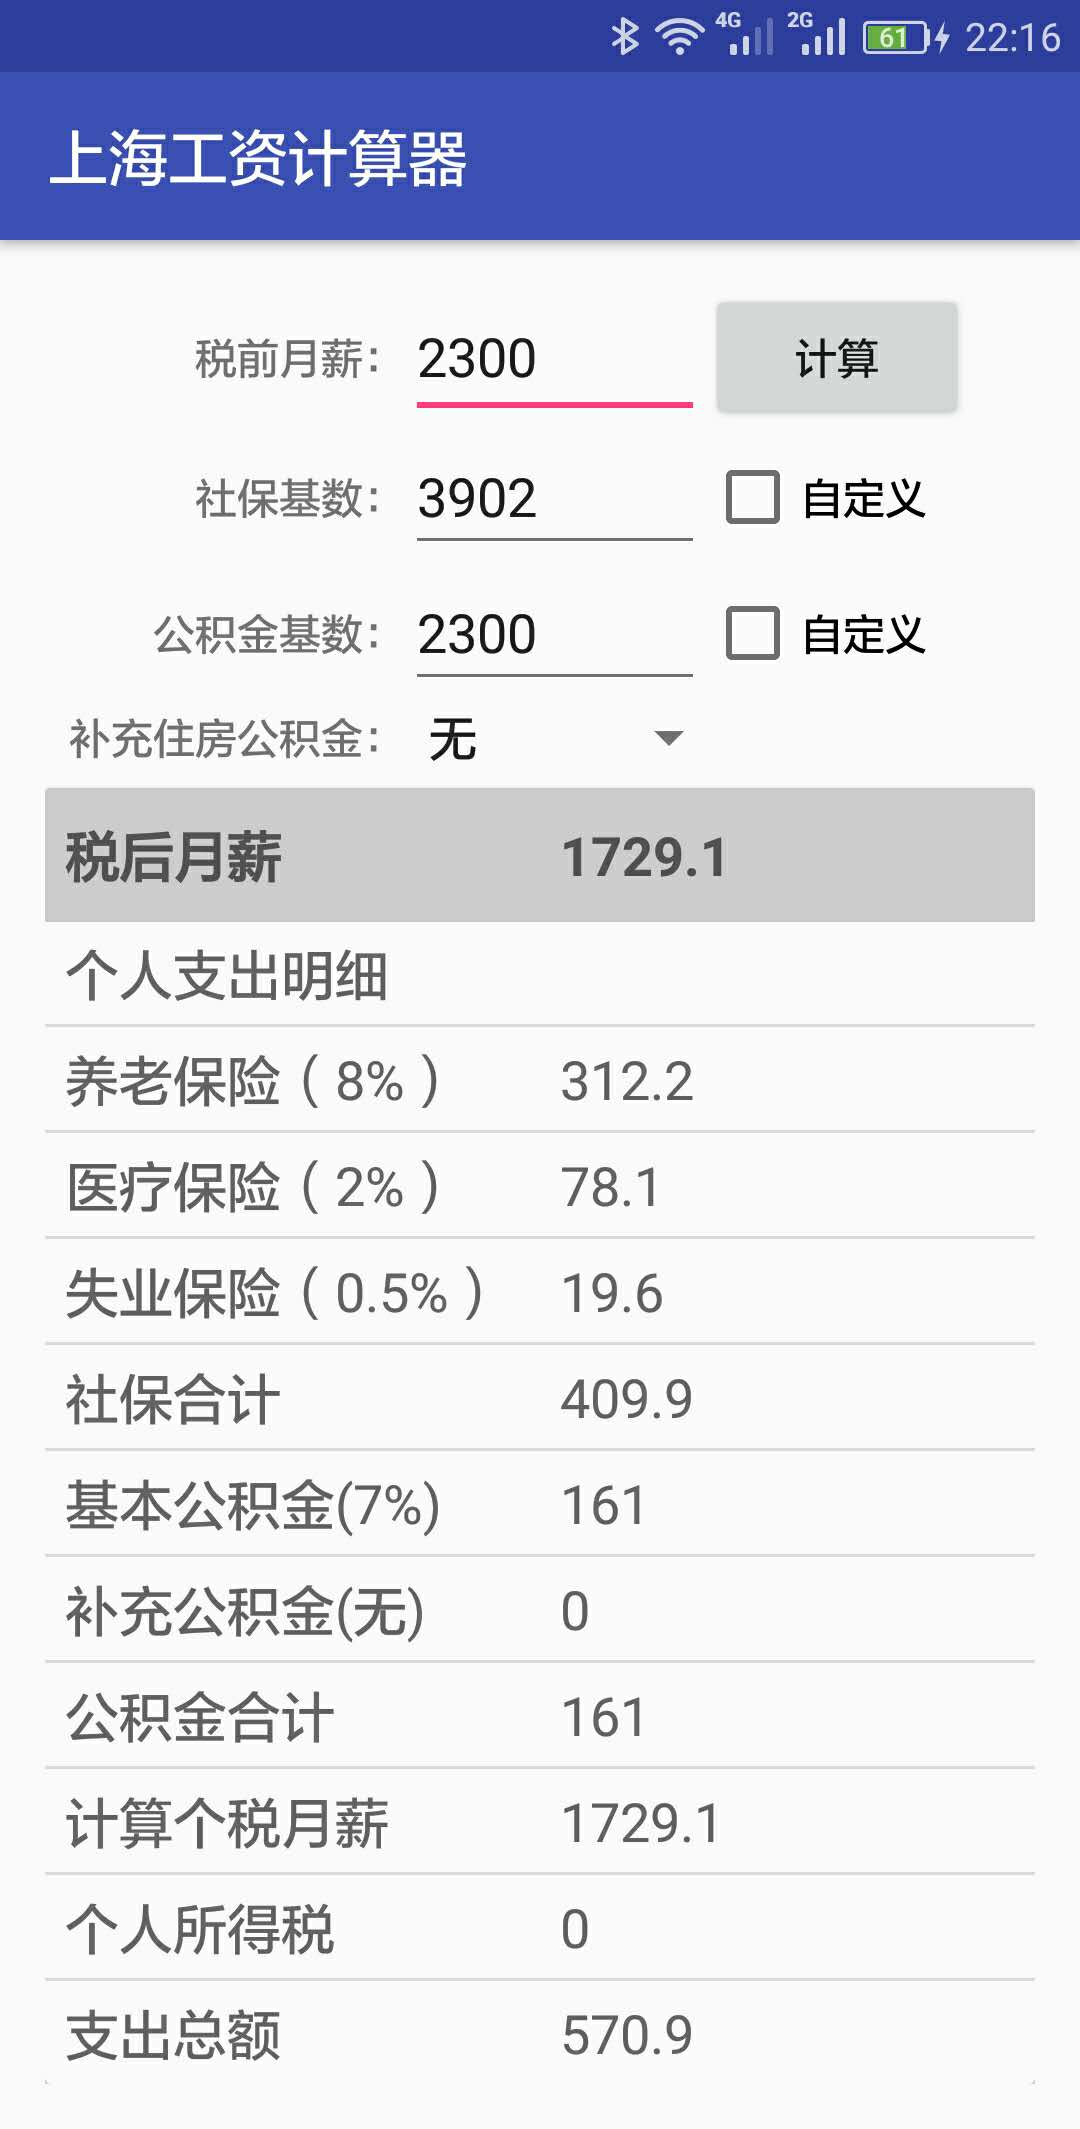 4G 2G 61 22:16
上海工资计算器
税前月薪: 2300 计算
社保基数: 3902 自定义
公积金基数: 2300 自定义
补充住房公积金: 无
税后月薪 1729.1
个人支出明细
养老保险（8%） 312.2
医疗保险（2%） 78.1
失业保险（0.5%） 19.6
社保合计 409.9
基本公积金(7%) 161
补充公积金(无) 0
公积金合计 161
计算个税月薪 1729.1
个人所得税 0
支出总额 570.9